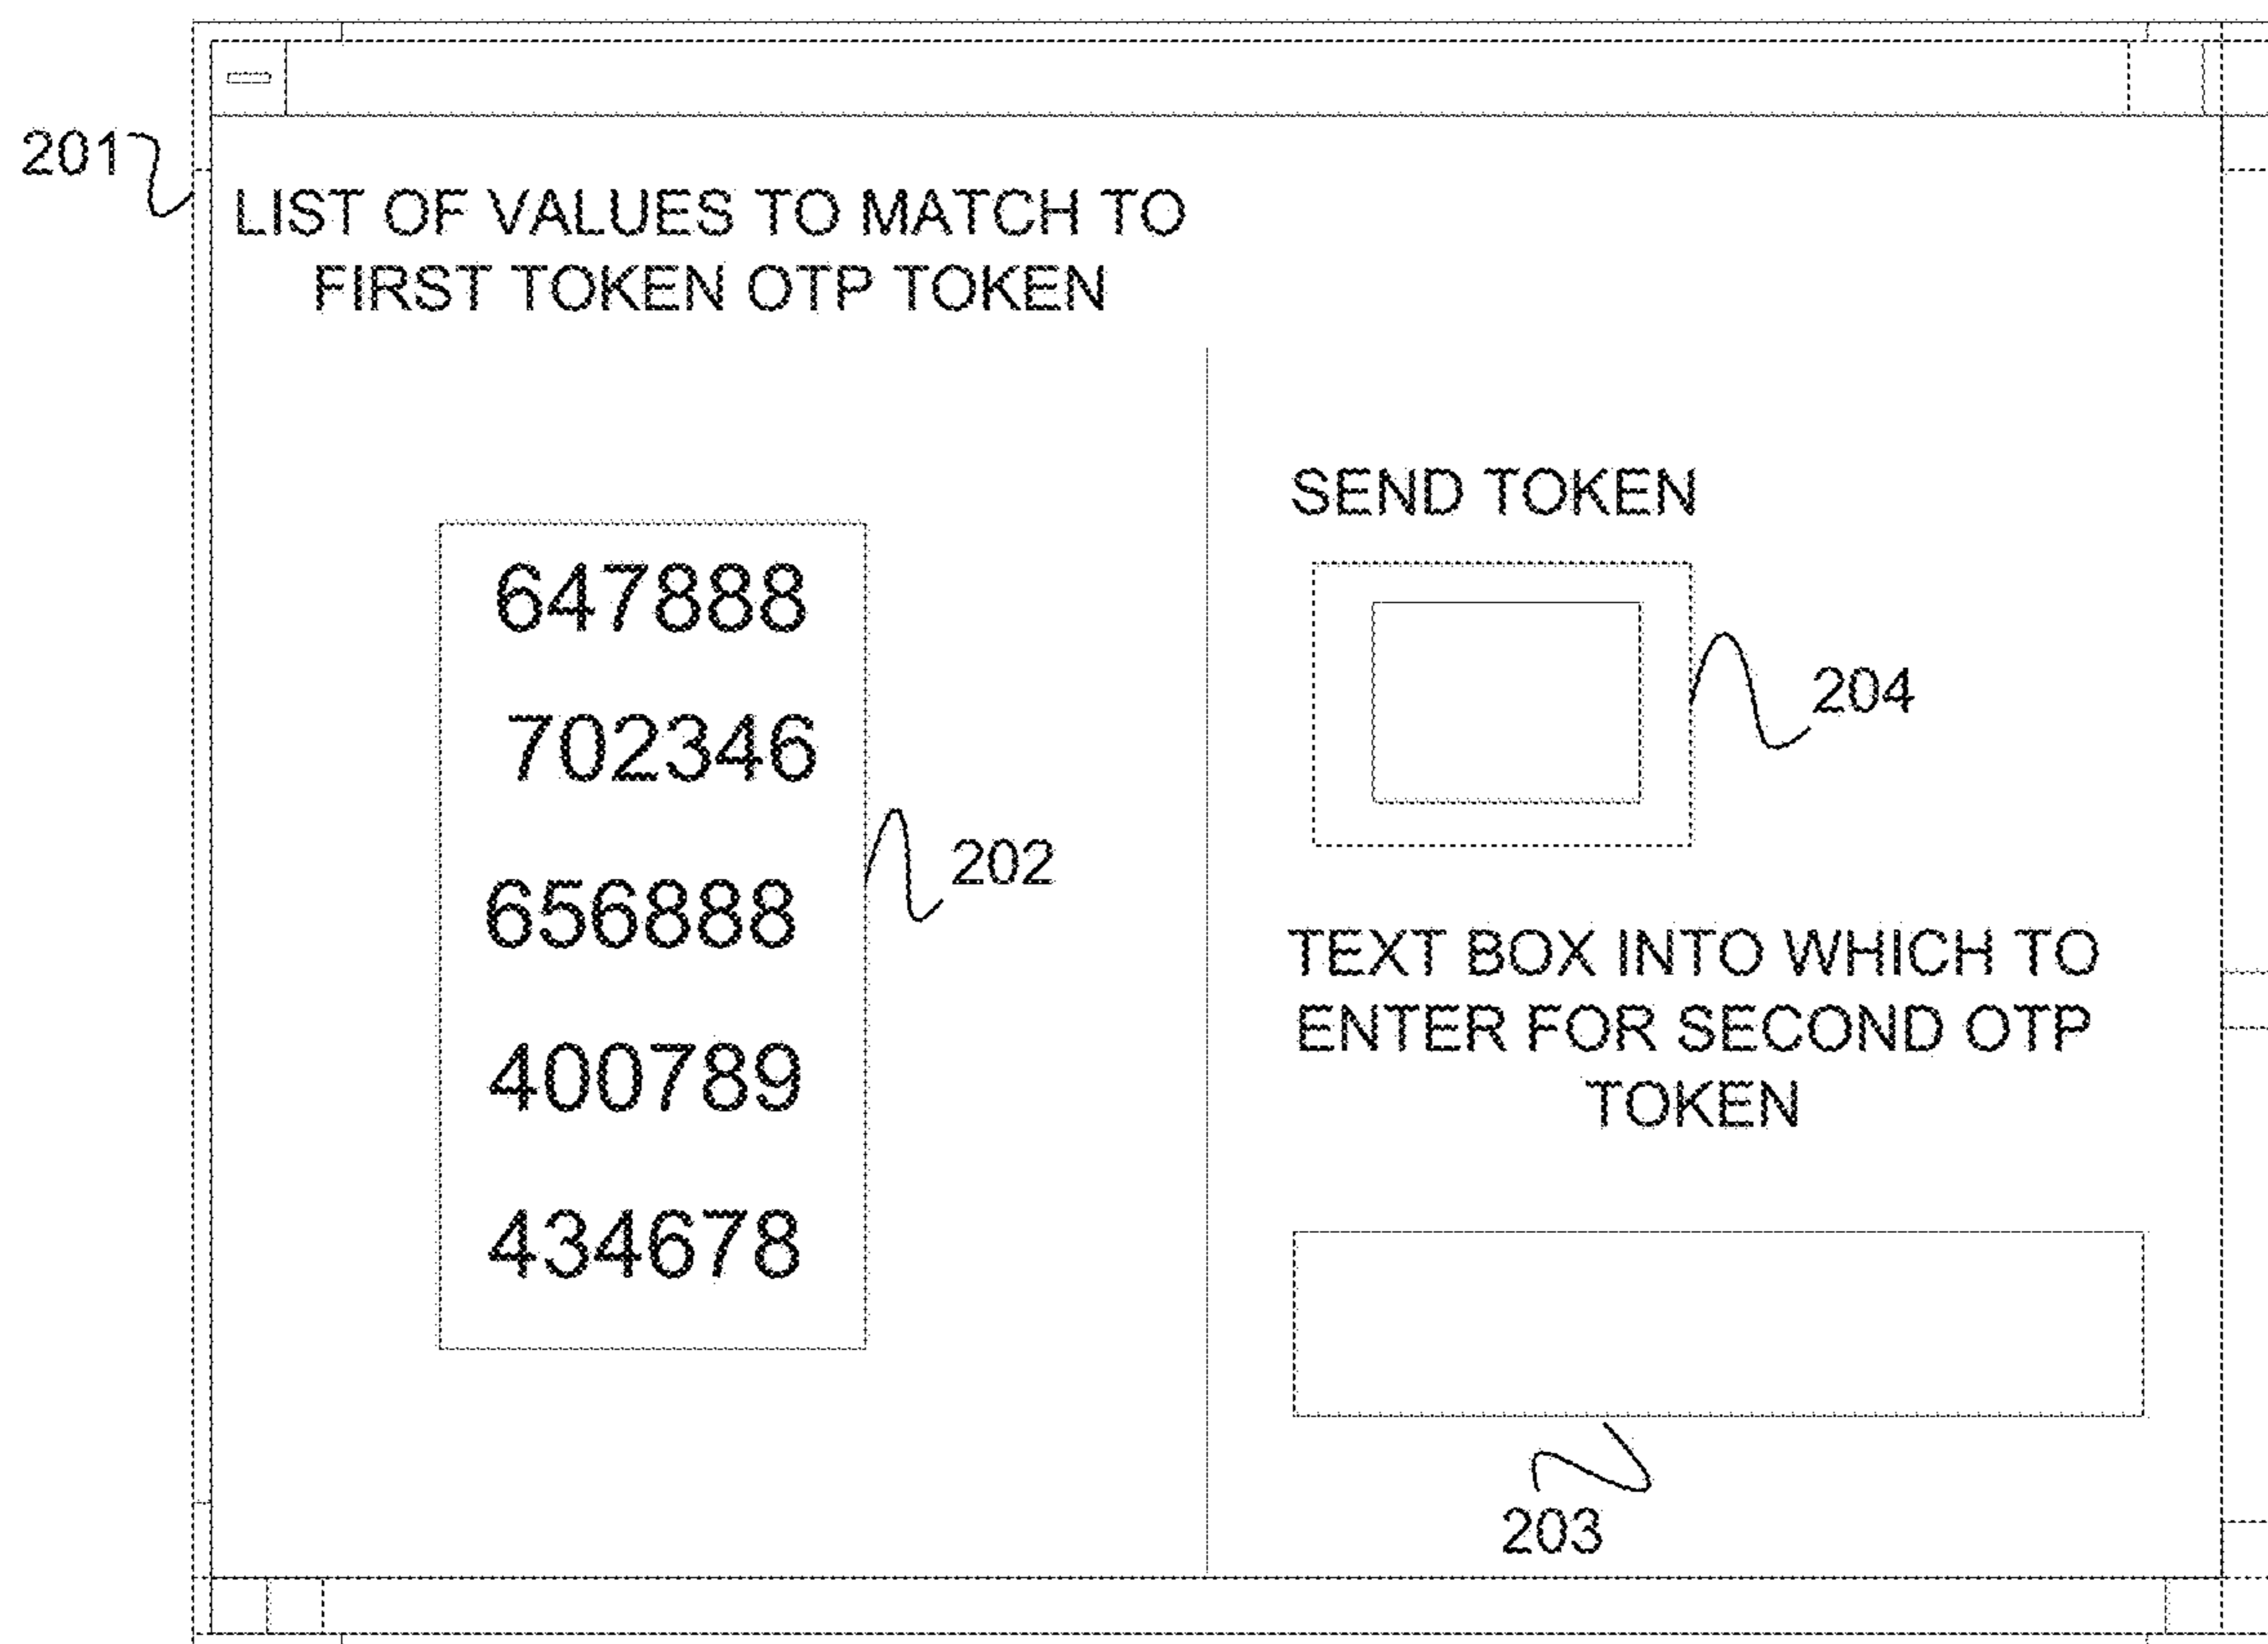 201
LIST OF VALUES TO MATCH TO
FIRST TOKEN OTP TOKEN
647888
702346
656888
400789
434678
202
SEND TOKEN
204
TEXT BOX INTO WHICH TO
ENTER FOR SECOND OTP
TOKEN
203